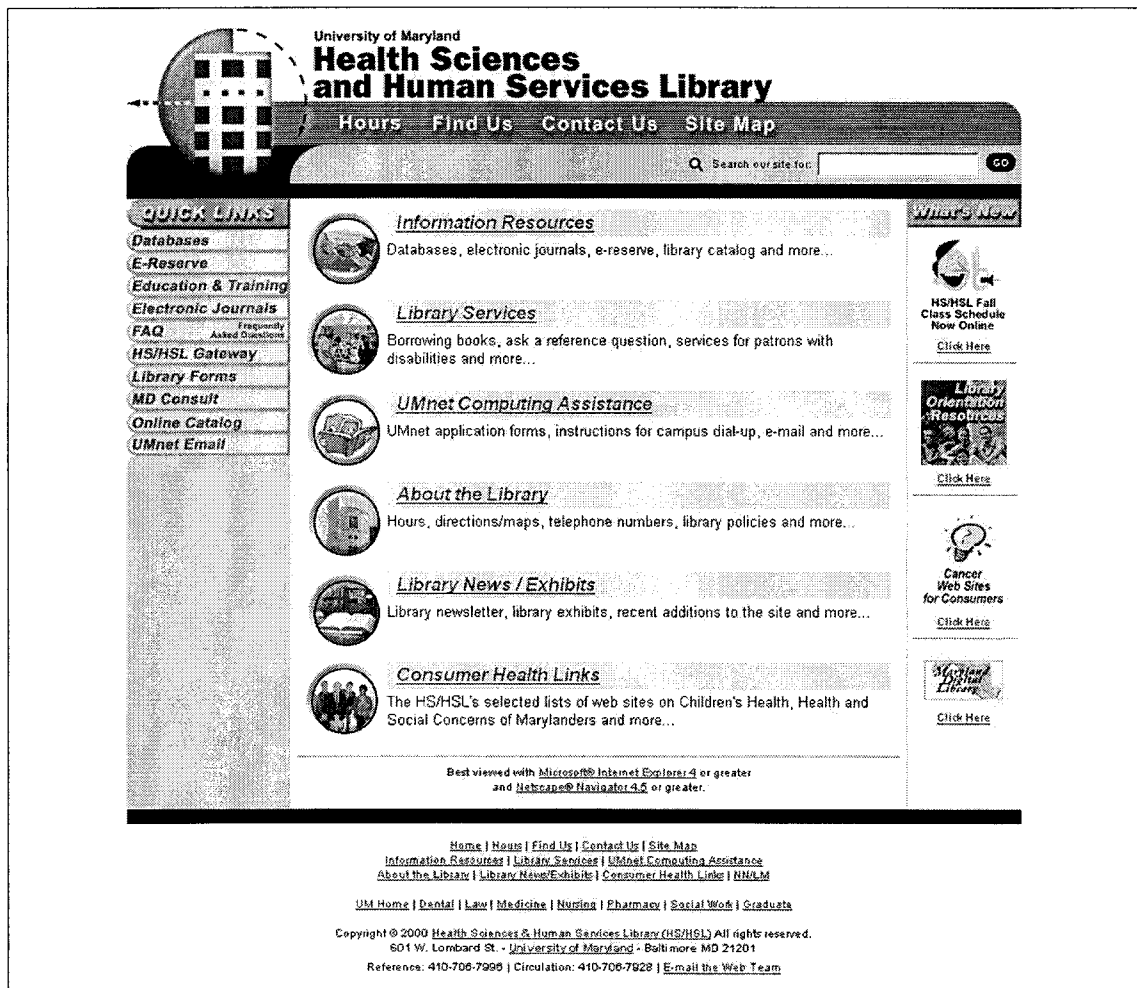 University of Maryland
Health Sciences
and Human Services Library
Hours Find Us Contact Us Site Map
Search our site for: GO
QUICK LINKS
Databases
E-Reserve
Education & Training
Electronic Journals
FAQ Frequently
Asked Questions
HS/HSL Gateway
Library Forms
MD Consult
Online Catalog
UMnet Email
Information Resources
Databases, electronic journals, e-reserve, library catalog and more...
Library Services
Borrowing books, ask a reference question, services for patrons with
disabilities and more...
UMnet Computing Assistance
UMnet application forms, instructions for campus dial-up, e-mail and more...
About the Library
Hours, directions/maps, telephone numbers, library policies and more...
Library News / Exhibits
Library newsletter, library exhibits, recent additions to the site and more...
Consumer Health Links
The HS/HSL's selected lists of web sites on Children's Health, Health and
Social Concerns of Marylanders and more...
What's New
HS/HSL Fall
Class Schedule
Now Online
Click Here
Library
Orientation
Resources
Click Here
Cancer
Web Sites
for Consumers
Click Here
Maryland
Digital
Library
Click Here
Best viewed with Microsoft® Internet Explorer 4 or greater
and Netscape® Navigator 4.5 or greater.
Home | Hours | Find Us | Contact Us | Site Map
Information Resources | Library Services | UMnet Computing Assistance
About the Library | Library News/Exhibits | Consumer Health Links | NN/LM
UM Home | Dental | Law | Medicine | Nursing | Pharmacy | Social Work | Graduate
Copyright © 2000 Health Sciences & Human Services Library (HS/HSL) All rights reserved.
601 W. Lombard St. - University of Maryland - Baltimore MD 21201
Reference: 410-706-7996 | Circulation: 410-706-7928 | E-mail the Web Team